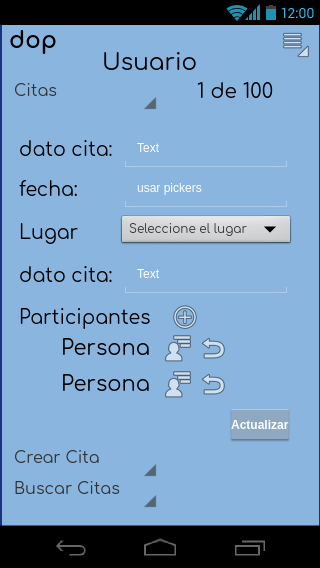 12:00
dop
Usuario
Citas
1 de 100
dato cita: Text
fecha: usar pickers
Lugar Seleccione el lugar
dato cita: Text
Participantes
Persona
Persona
Actualizar
Crear Cita
Buscar Citas